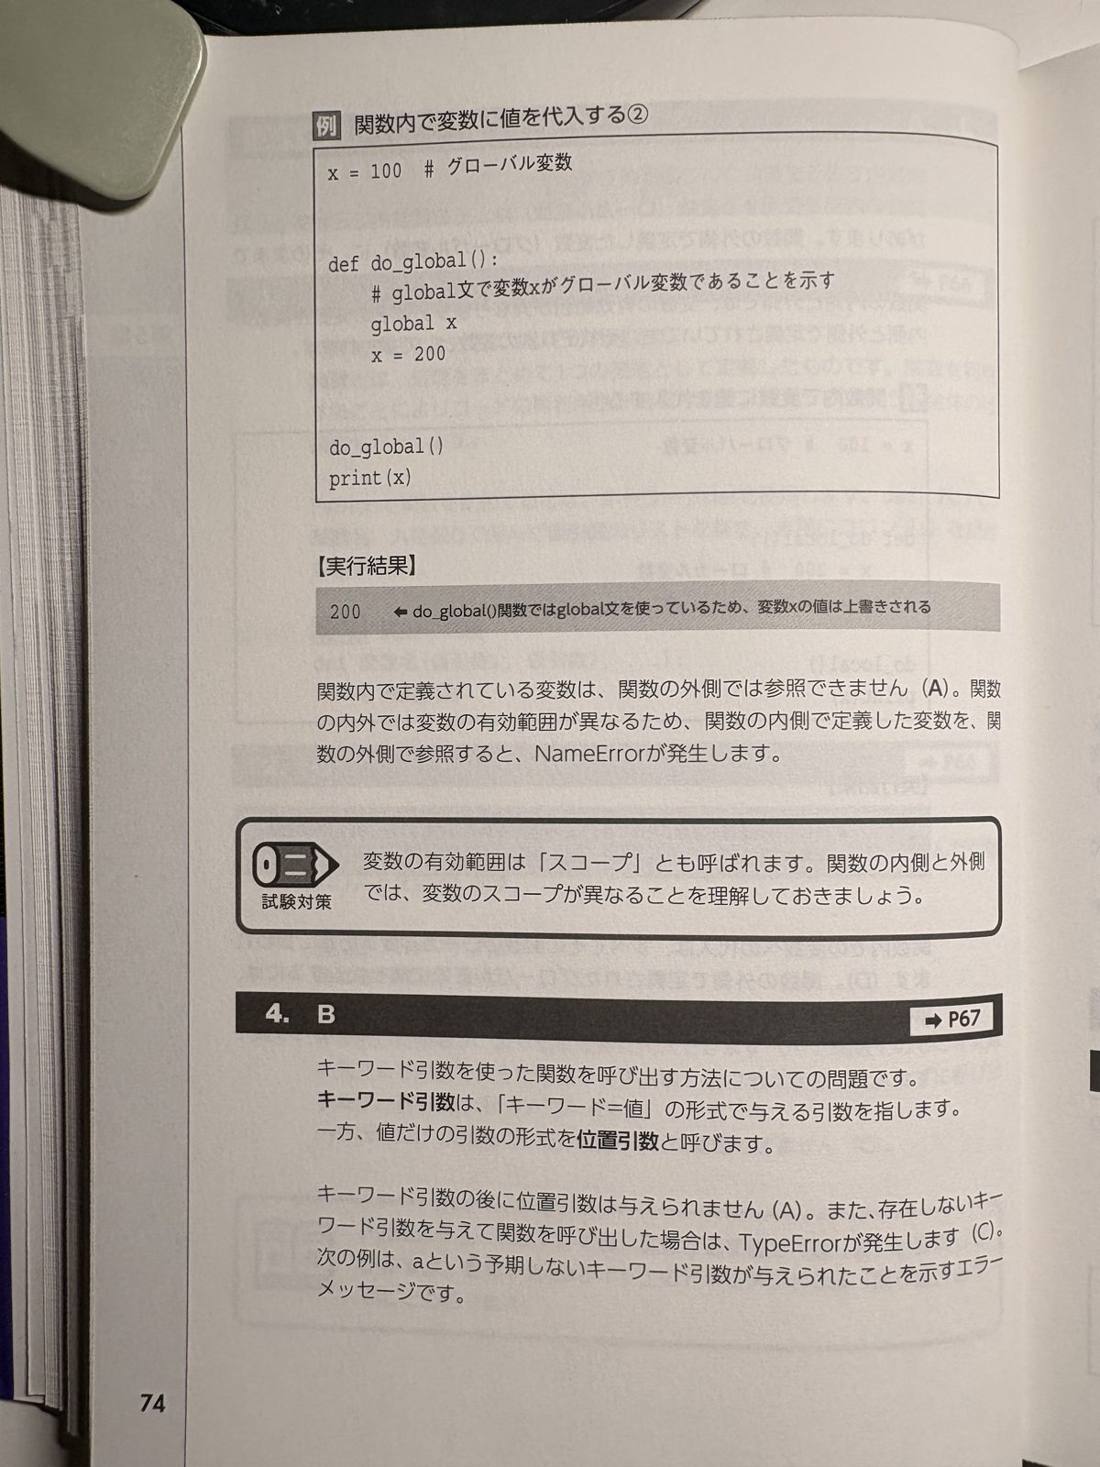 例 関数内で変数に値を代入する②
x = 100  # グローバル変数
def do_global():
    # global文で変数xがグローバル変数であることを示す
    global x
    x = 200
do_global()
print(x)
【実行結果】
200 ← do_global()関数ではglobal文を使っているため、変数xの値は上書きされる
関数内で定義されている変数は、関数の外側では参照できません（A）。関数
の内外では変数の有効範囲が異なるため、関数の内側で定義した変数を、関
数の外側で参照すると、NameErrorが発生します。
変数の有効範囲は「スコープ」とも呼ばれます。関数の内側と外側
では、変数のスコープが異なることを理解しておきましょう。
試験対策
4. B ➡ P67
キーワード引数を使った関数を呼び出す方法についての問題です。
キーワード引数は、「キーワード=値」の形式で与える引数を指します。
一方、値だけの引数の形式を位置引数と呼びます。
キーワード引数の後に位置引数は与えられません（A）。また、存在しないキー
ワード引数を与えて関数を呼び出した場合は、TypeErrorが発生します（C）。
次の例は、aという予期しないキーワード引数が与えられたことを示すエラー
メッセージです。
74